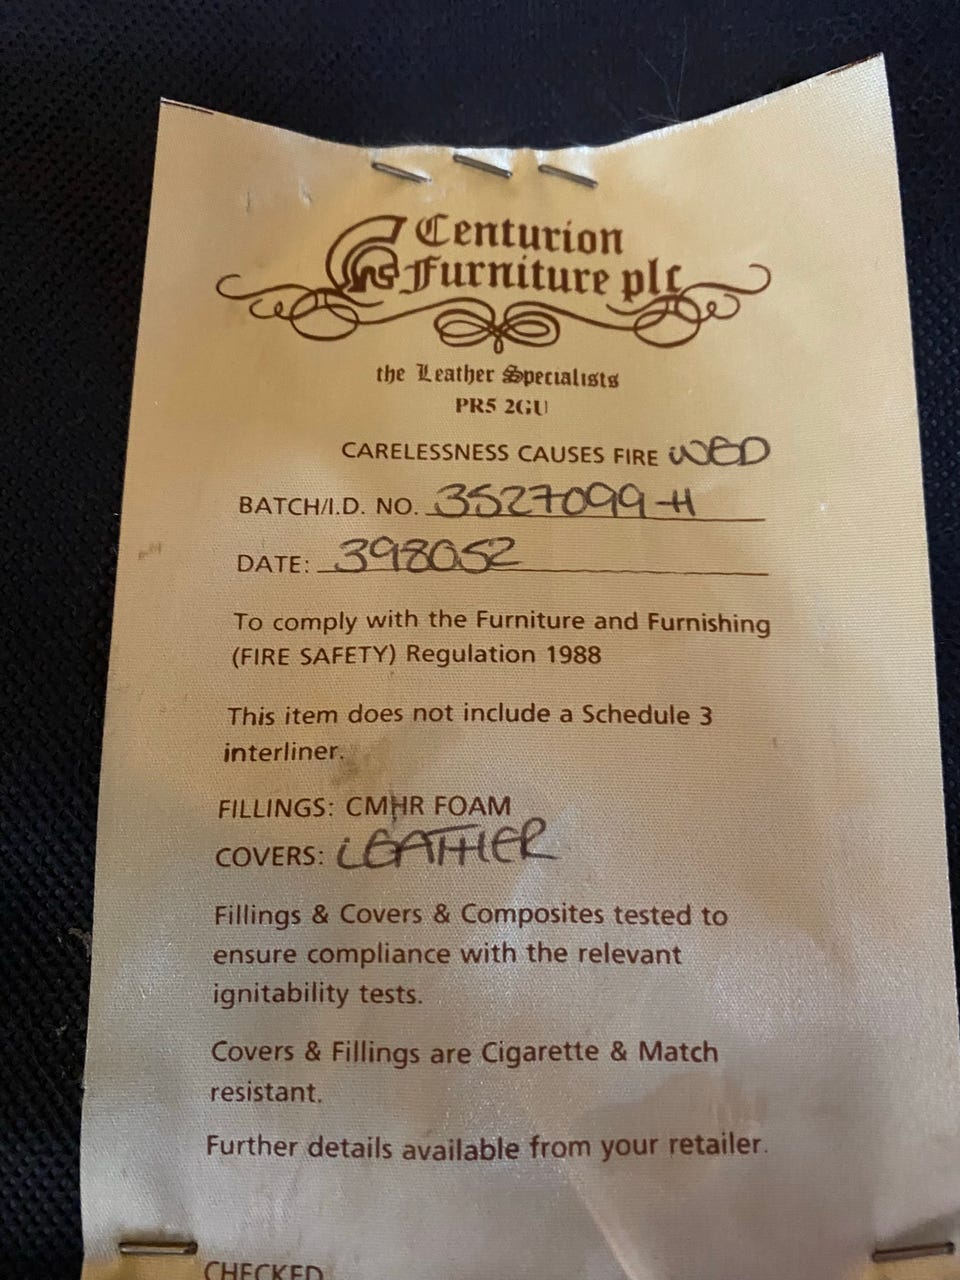 Centurion
Furniture plc
the Leather Specialists
PR5 2GU
CARELESSNESS CAUSES FIRE WED
BATCH/I.D. NO. 3527099-H
DATE: 398052
To comply with the Furniture and Furnishing
(FIRE SAFETY) Regulation 1988
This item does not include a Schedule 3
interliner.
FILLINGS: CMHR FOAM
COVERS: LEATHER
Fillings & Covers & Composites tested to
ensure compliance with the relevant
ignitability tests.
Covers & Fillings are Cigarette & Match
resistant.
Further details available from your retailer.
CHECKED